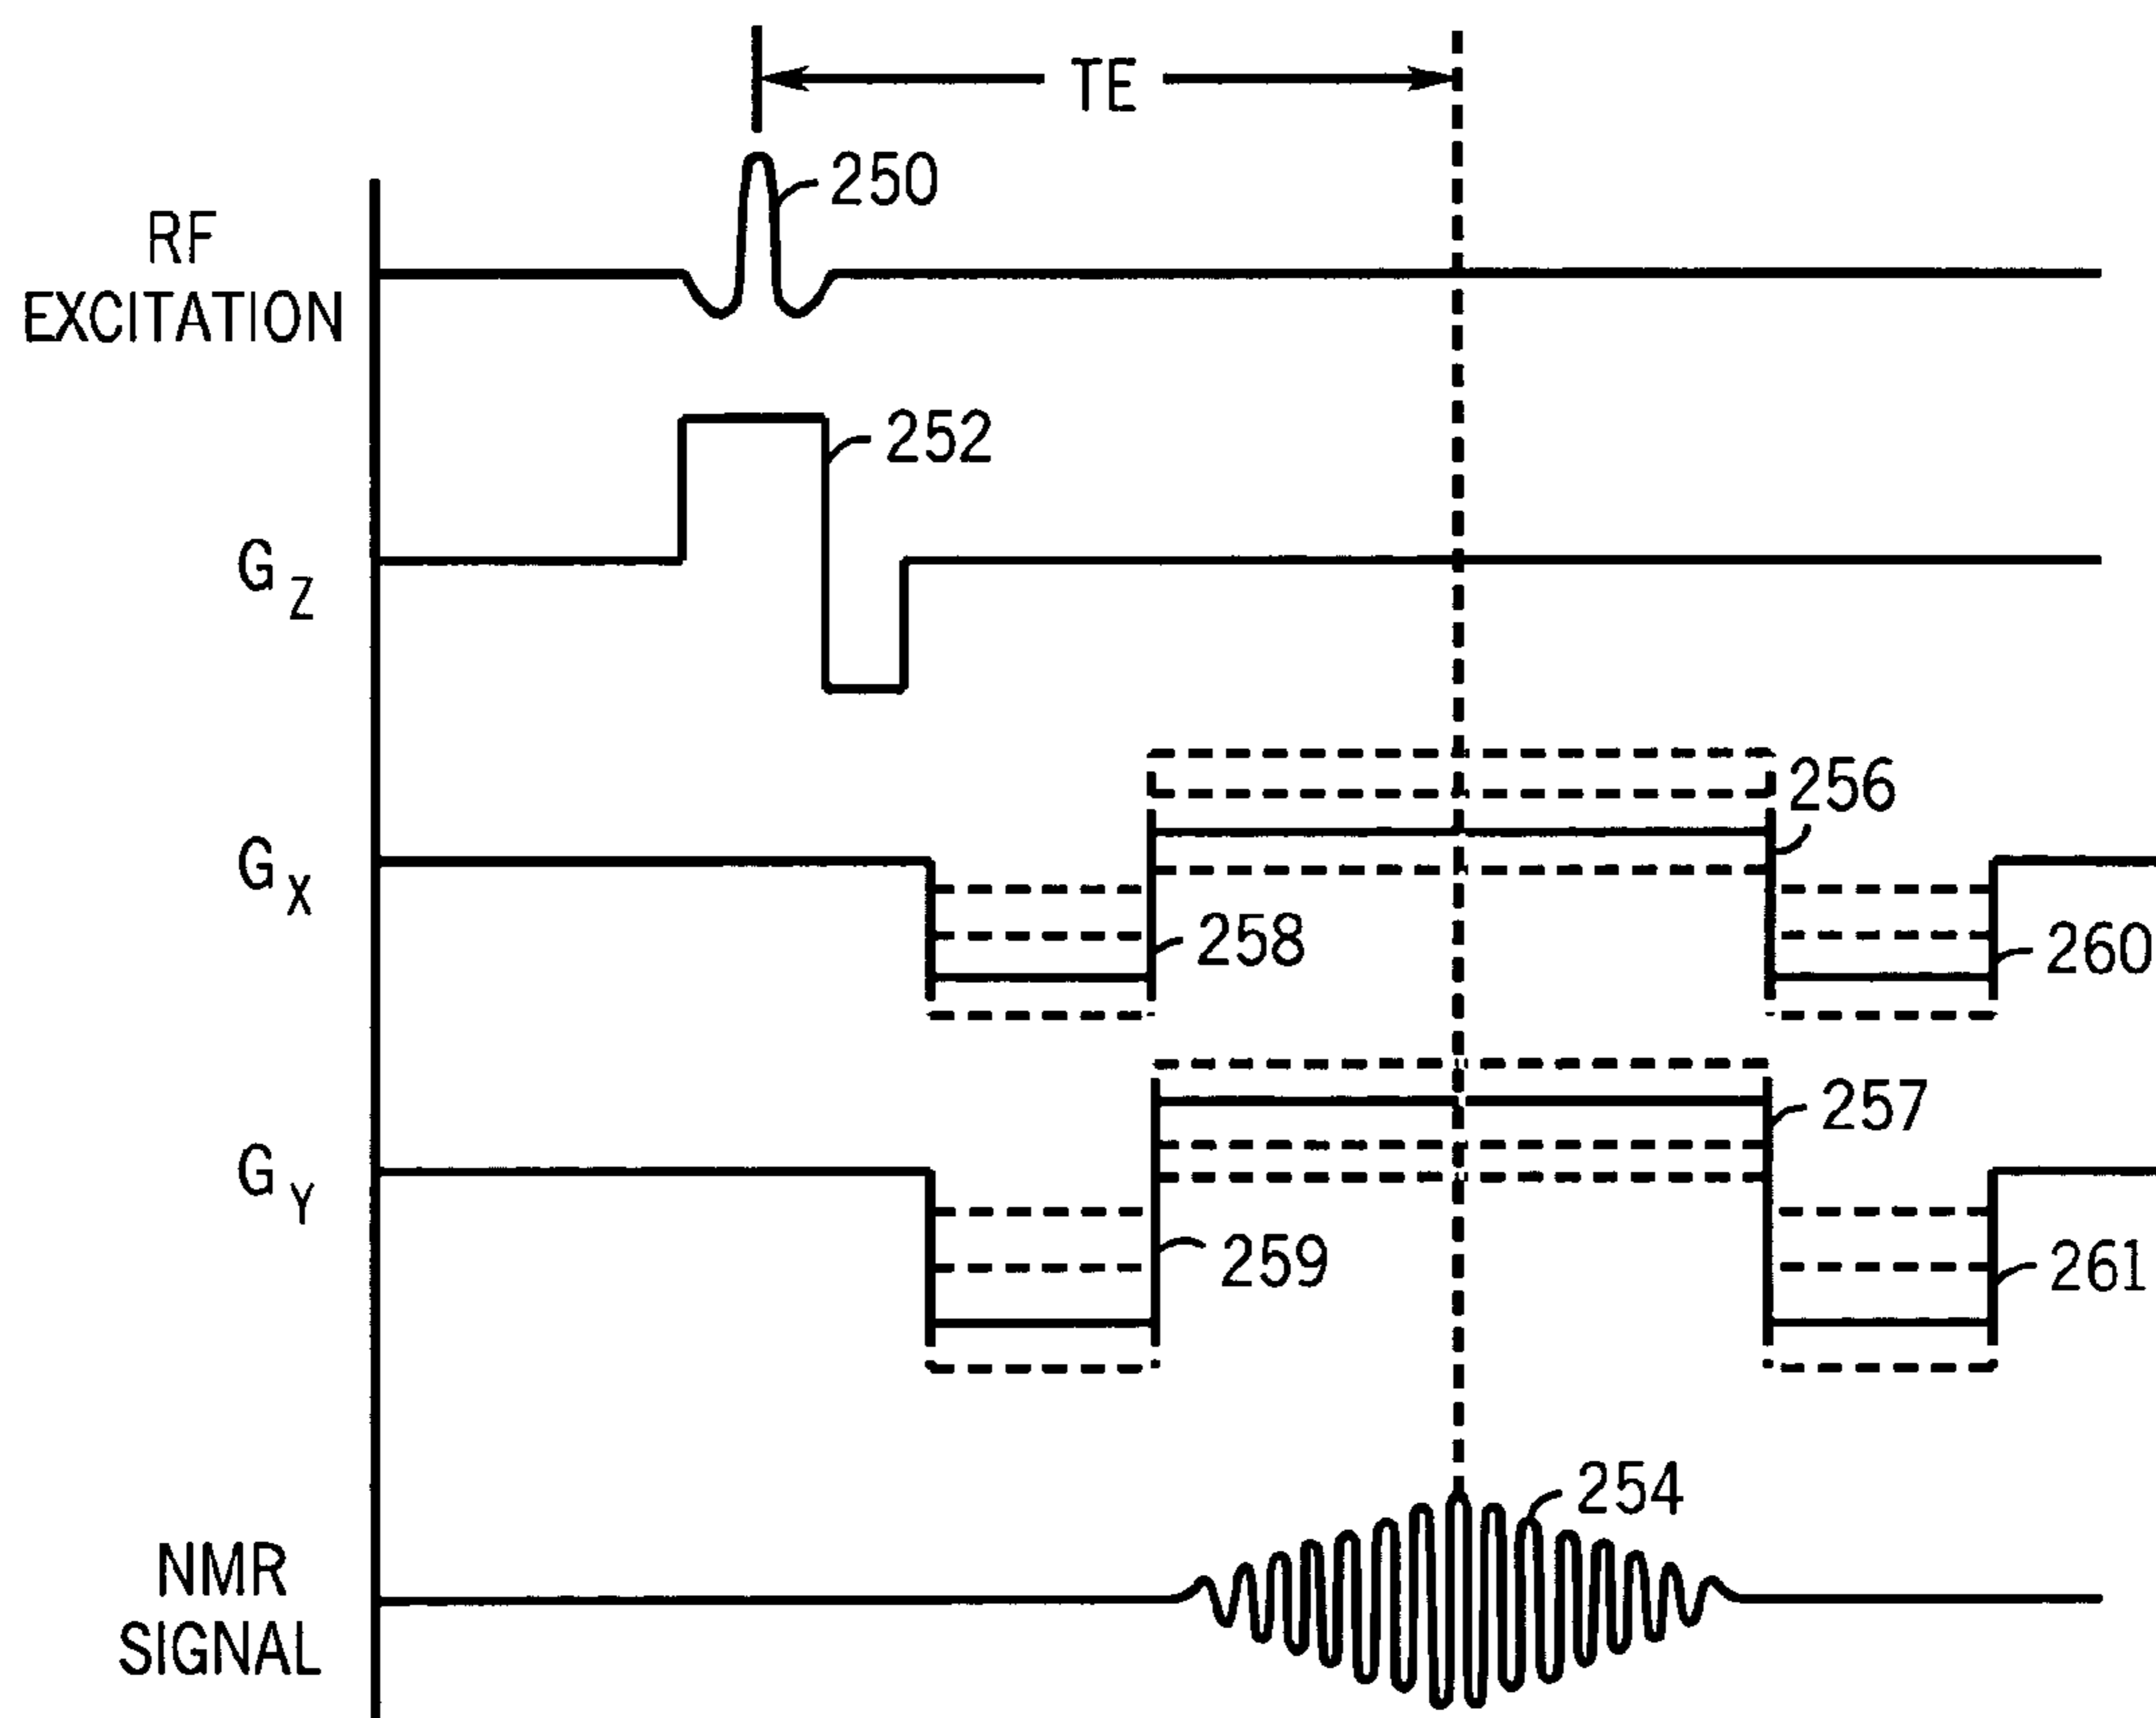 TE
250
RF
EXCITATION
252
G Z
256
G X
258
260
257
G Y
259
261
254
NMR
SIGNAL